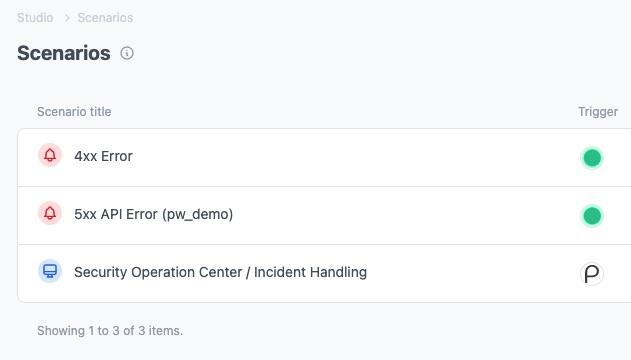 Studio > Scenarios
Scenarios
Scenario title Trigger
4xx Error
5xx API Error (pw_demo)
Security Operation Center / Incident Handling
Showing 1 to 3 of 3 items.